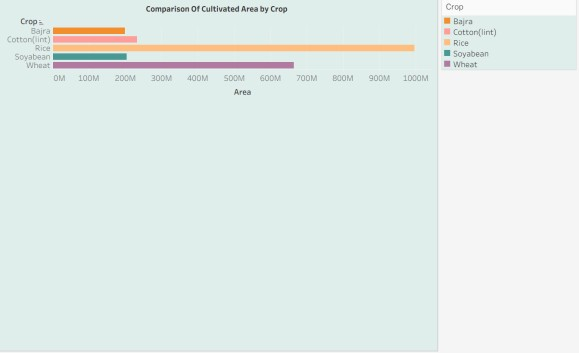 Comparison Of Cultivated Area by Crop
Crop
Bajra
Cotton(lint)
Rice
Soyabean
Wheat
0M 100M 200M 300M 400M 500M 600M 700M 800M 900M 1000M
Area
Crop
Bajra
Cotton(lint)
Rice
Soyabean
Wheat